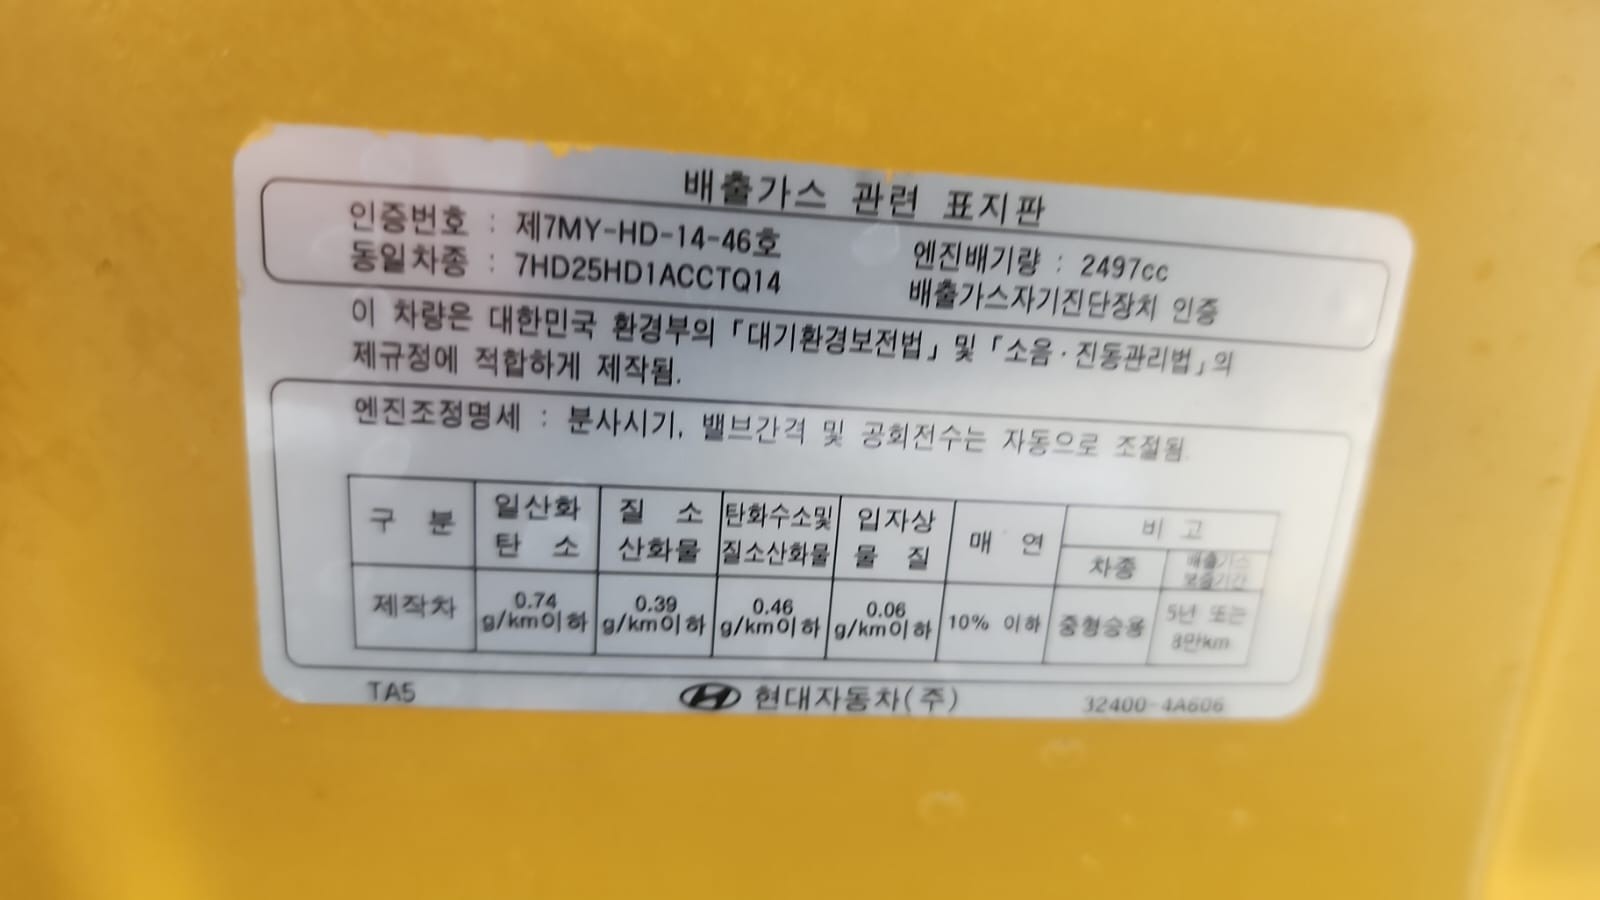 배출가스 관련 표지판
인증번호 : 제7MY-HD-14-46호
엔진배기량 : 2497cc
동일차종 : 7HD25HD1ACCTQ14
배출가스자기진단장치 인증
이 차량은 대한민국 환경부의 「대기환경보전법」 및 「소음·진동관리법」의
제규정에 적합하게 제작됨.
엔진조정명세 : 분사시기, 밸브간격 및 공회전수는 자동으로 조절됨.
구 분 일산화 탄 소 질 소 산화물 탄화수소및 질소산화물 입자상 물 질 매 연 비 고
차종 배출가스 보증기간
제작차 0.74 g/km이하 0.39 g/km이하 0.46 g/km이하 0.06 g/km이하 10% 이하 중형승용 5년 또는 8만km
TA5 현대자동차(주) 32400-4A606